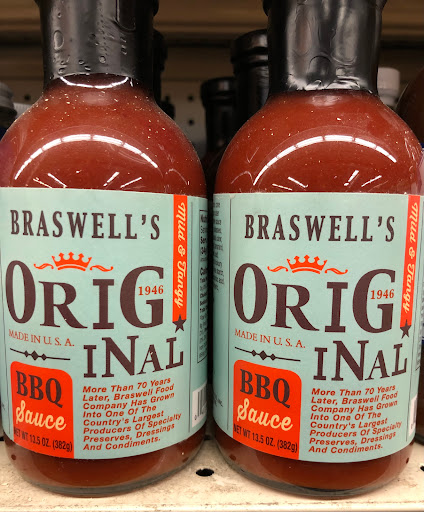 BRASWELL'S
Mild & Tangy
ORIG
1946
MADE IN U.S.A.
INAL
BBQ
Sauce
NET WT 13.5 OZ. (382g)
More Than 70 Years
Later, Braswell Food
Company Has Grown
Into One Of The
Country's Largest
Producers Of Specialty
Preserves, Dressings
And Condiments.
BRASWELL'S
Mild & Tangy
ORIG
1946
MADE IN U.S.A.
INAL
BBQ
Sauce
NET WT 13.5 OZ. (382g)
More Than 70 Years
Later, Braswell Food
Company Has Grown
Into One Of The
Country's Largest
Producers Of Specialty
Preserves, Dressings
And Condiments.